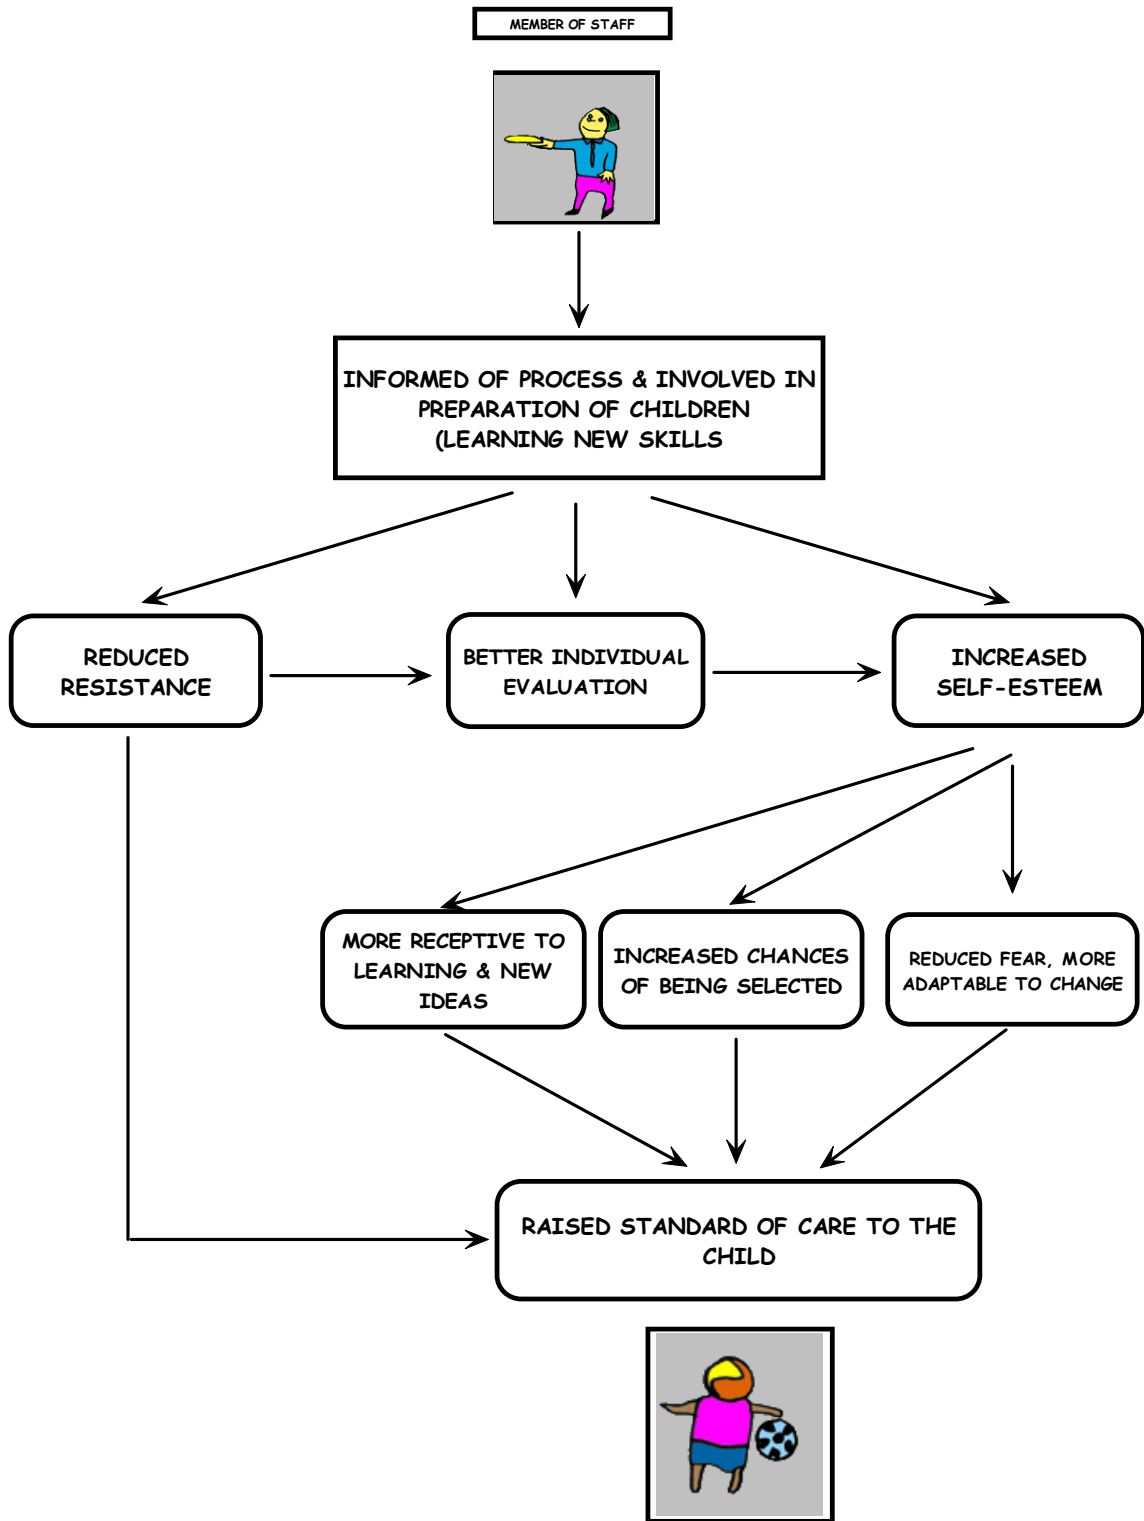 MEMBER OF STAFF
INFORMED OF PROCESS & INVOLVED IN
PREPARATION OF CHILDREN
(LEARNING NEW SKILLS
REDUCED
RESISTANCE
BETTER INDIVIDUAL
EVALUATION
INCREASED
SELF-ESTEEM
MORE RECEPTIVE TO
LEARNING & NEW
IDEAS
INCREASED CHANCES
OF BEING SELECTED
REDUCED FEAR, MORE
ADAPTABLE TO CHANGE
RAISED STANDARD OF CARE TO THE
CHILD